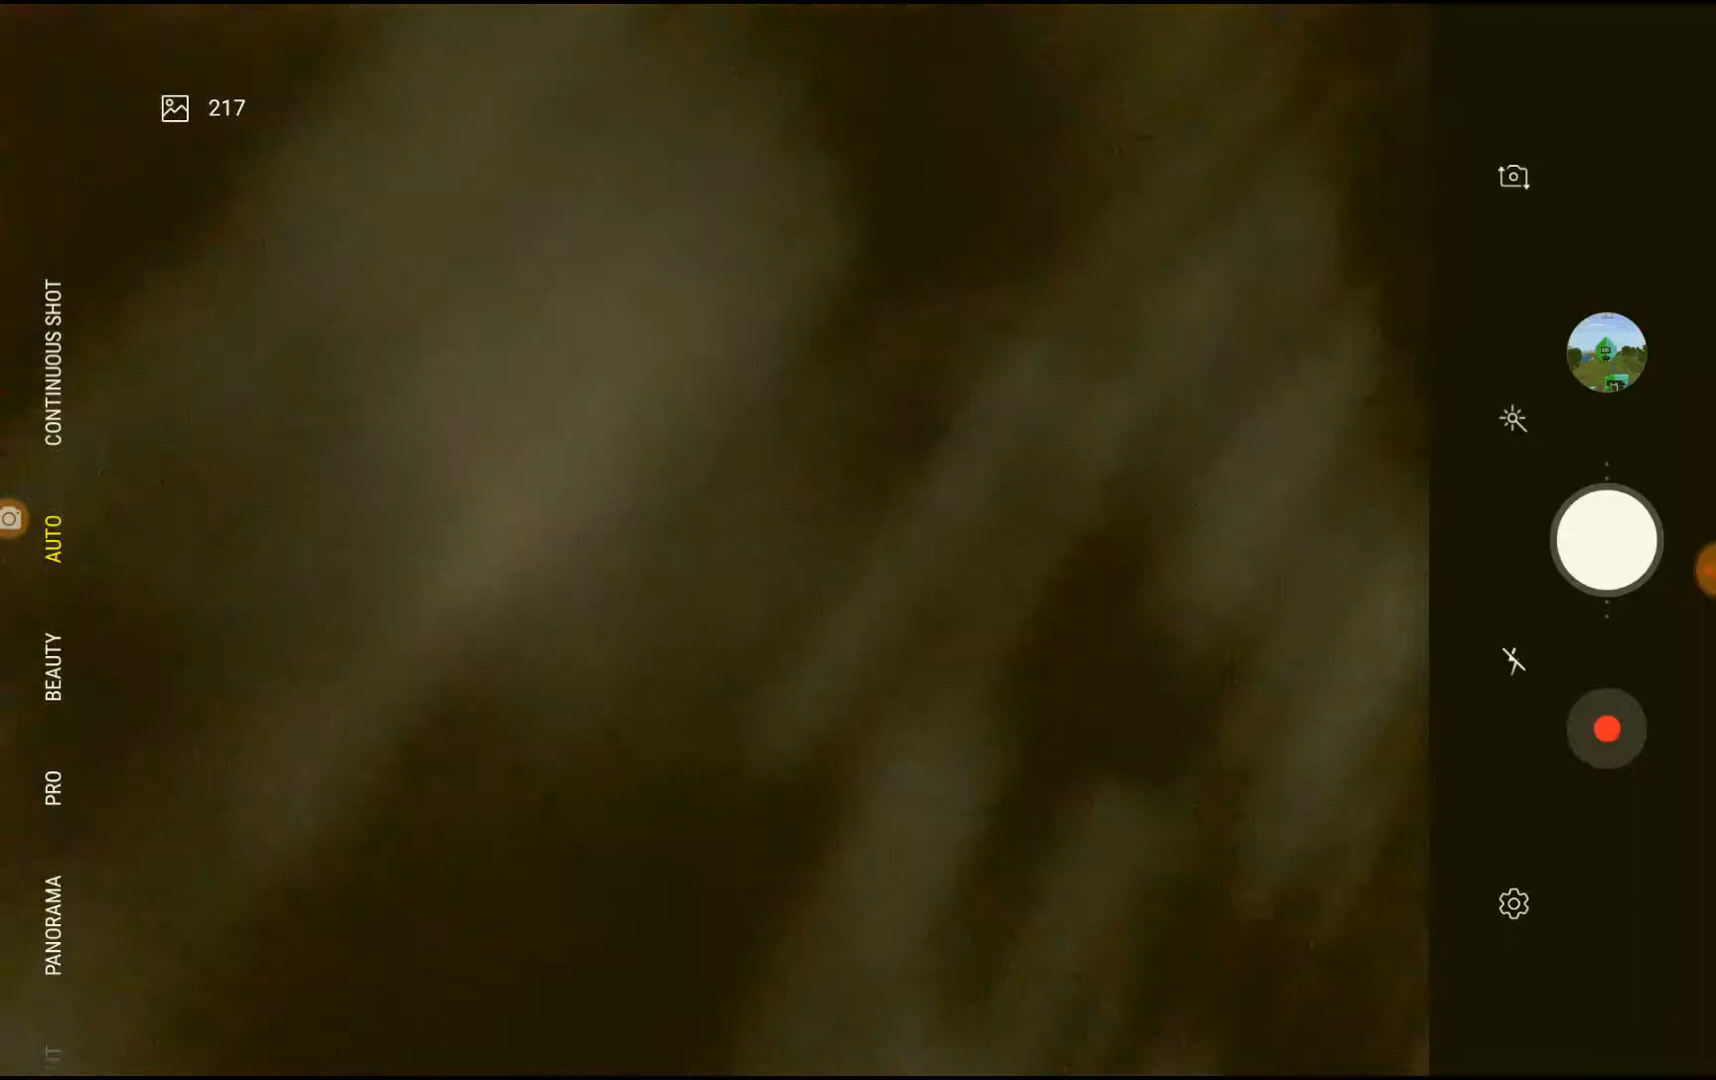 217
CONTINUOUS SHOT
AUTO
BEAUTY
PRO
PANORAMA